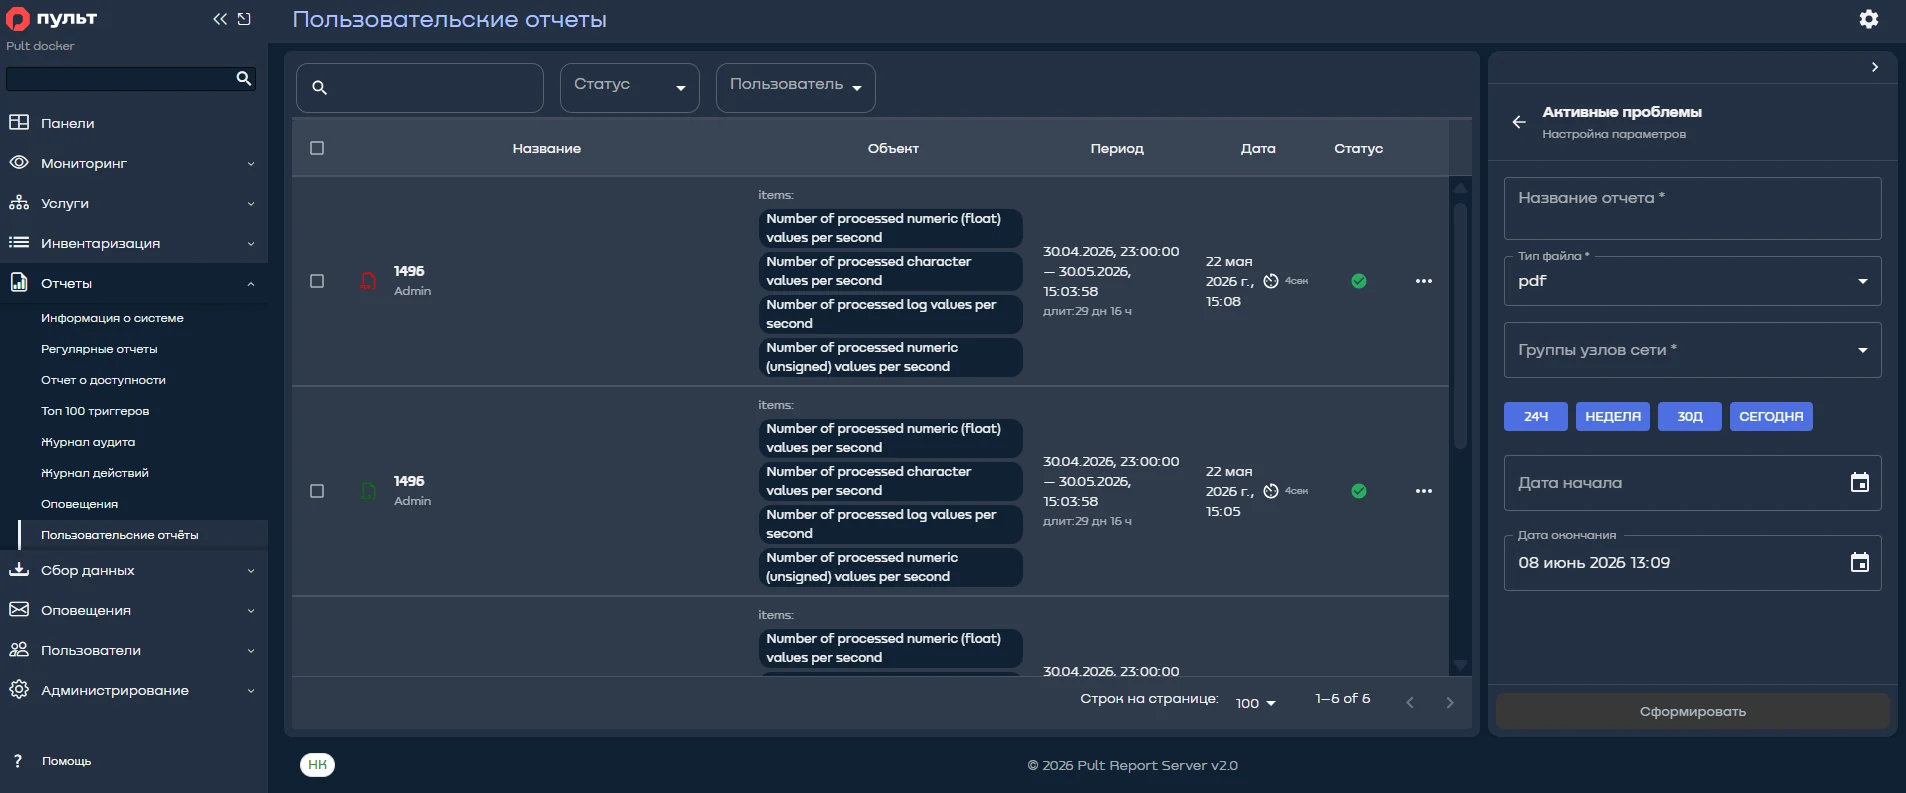 пульт
Pult docker
Панели
Мониторинг
Услуги
Инвентаризация
Отчеты
Информация о системе
Регулярные отчеты
Отчет о доступности
Топ 100 триггеров
Журнал аудита
Журнал действий
Оповещения
Пользовательские отчёты
Сбор данных
Оповещения
Пользователи
Администрирование
? Помощь
Пользовательские отчеты
Статус
Пользователь
Название Объект Период Дата Статус
items:
Number of processed numeric (float)
values per second
Number of processed character
values per second
Number of processed log values per
second
Number of processed numeric
(unsigned) values per second
1496
Admin
30.04.2026, 23:00:00
— 30.05.2026,
15:03:58
длит:29 дн 16 ч
22 мая
2026 г.,
15:08
4сек
items:
Number of processed numeric (float)
values per second
Number of processed character
values per second
Number of processed log values per
second
Number of processed numeric
(unsigned) values per second
1496
Admin
30.04.2026, 23:00:00
— 30.05.2026,
15:03:58
длит:29 дн 16 ч
22 мая
2026 г.,
15:05
4сек
items:
Number of processed numeric (float)
values per second
30.04.2026, 23:00:00
Строк на странице: 100 1–6 of 6
НК
© 2026 Pult Report Server v2.0
Активные проблемы
Настройка параметров
Название отчета *
Тип файла *
pdf
Группы узлов сети *
24Ч НЕДЕЛЯ 30Д СЕГОДНЯ
Дата начала
Дата окончания
08 июнь 2026 13:09
Сформировать